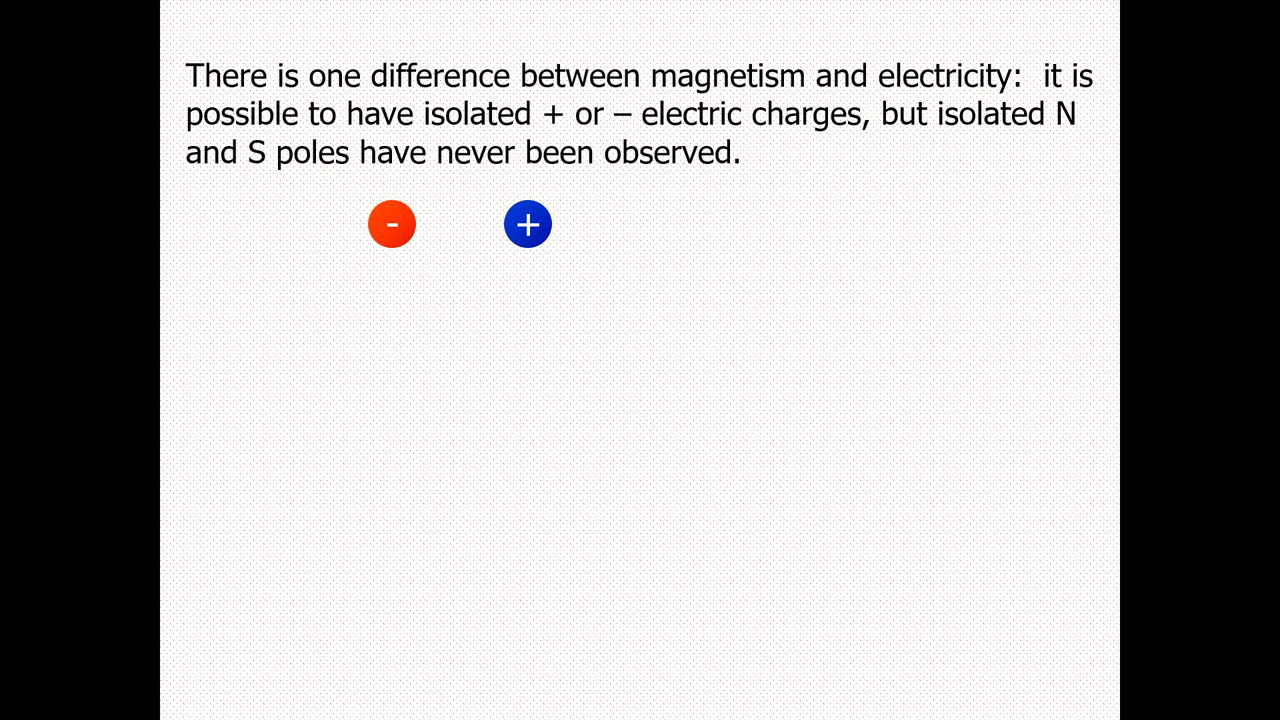 There is one difference between magnetism and electricity:  it is
possible to have isolated + or – electric charges, but isolated N
and S poles have never been observed.
- +